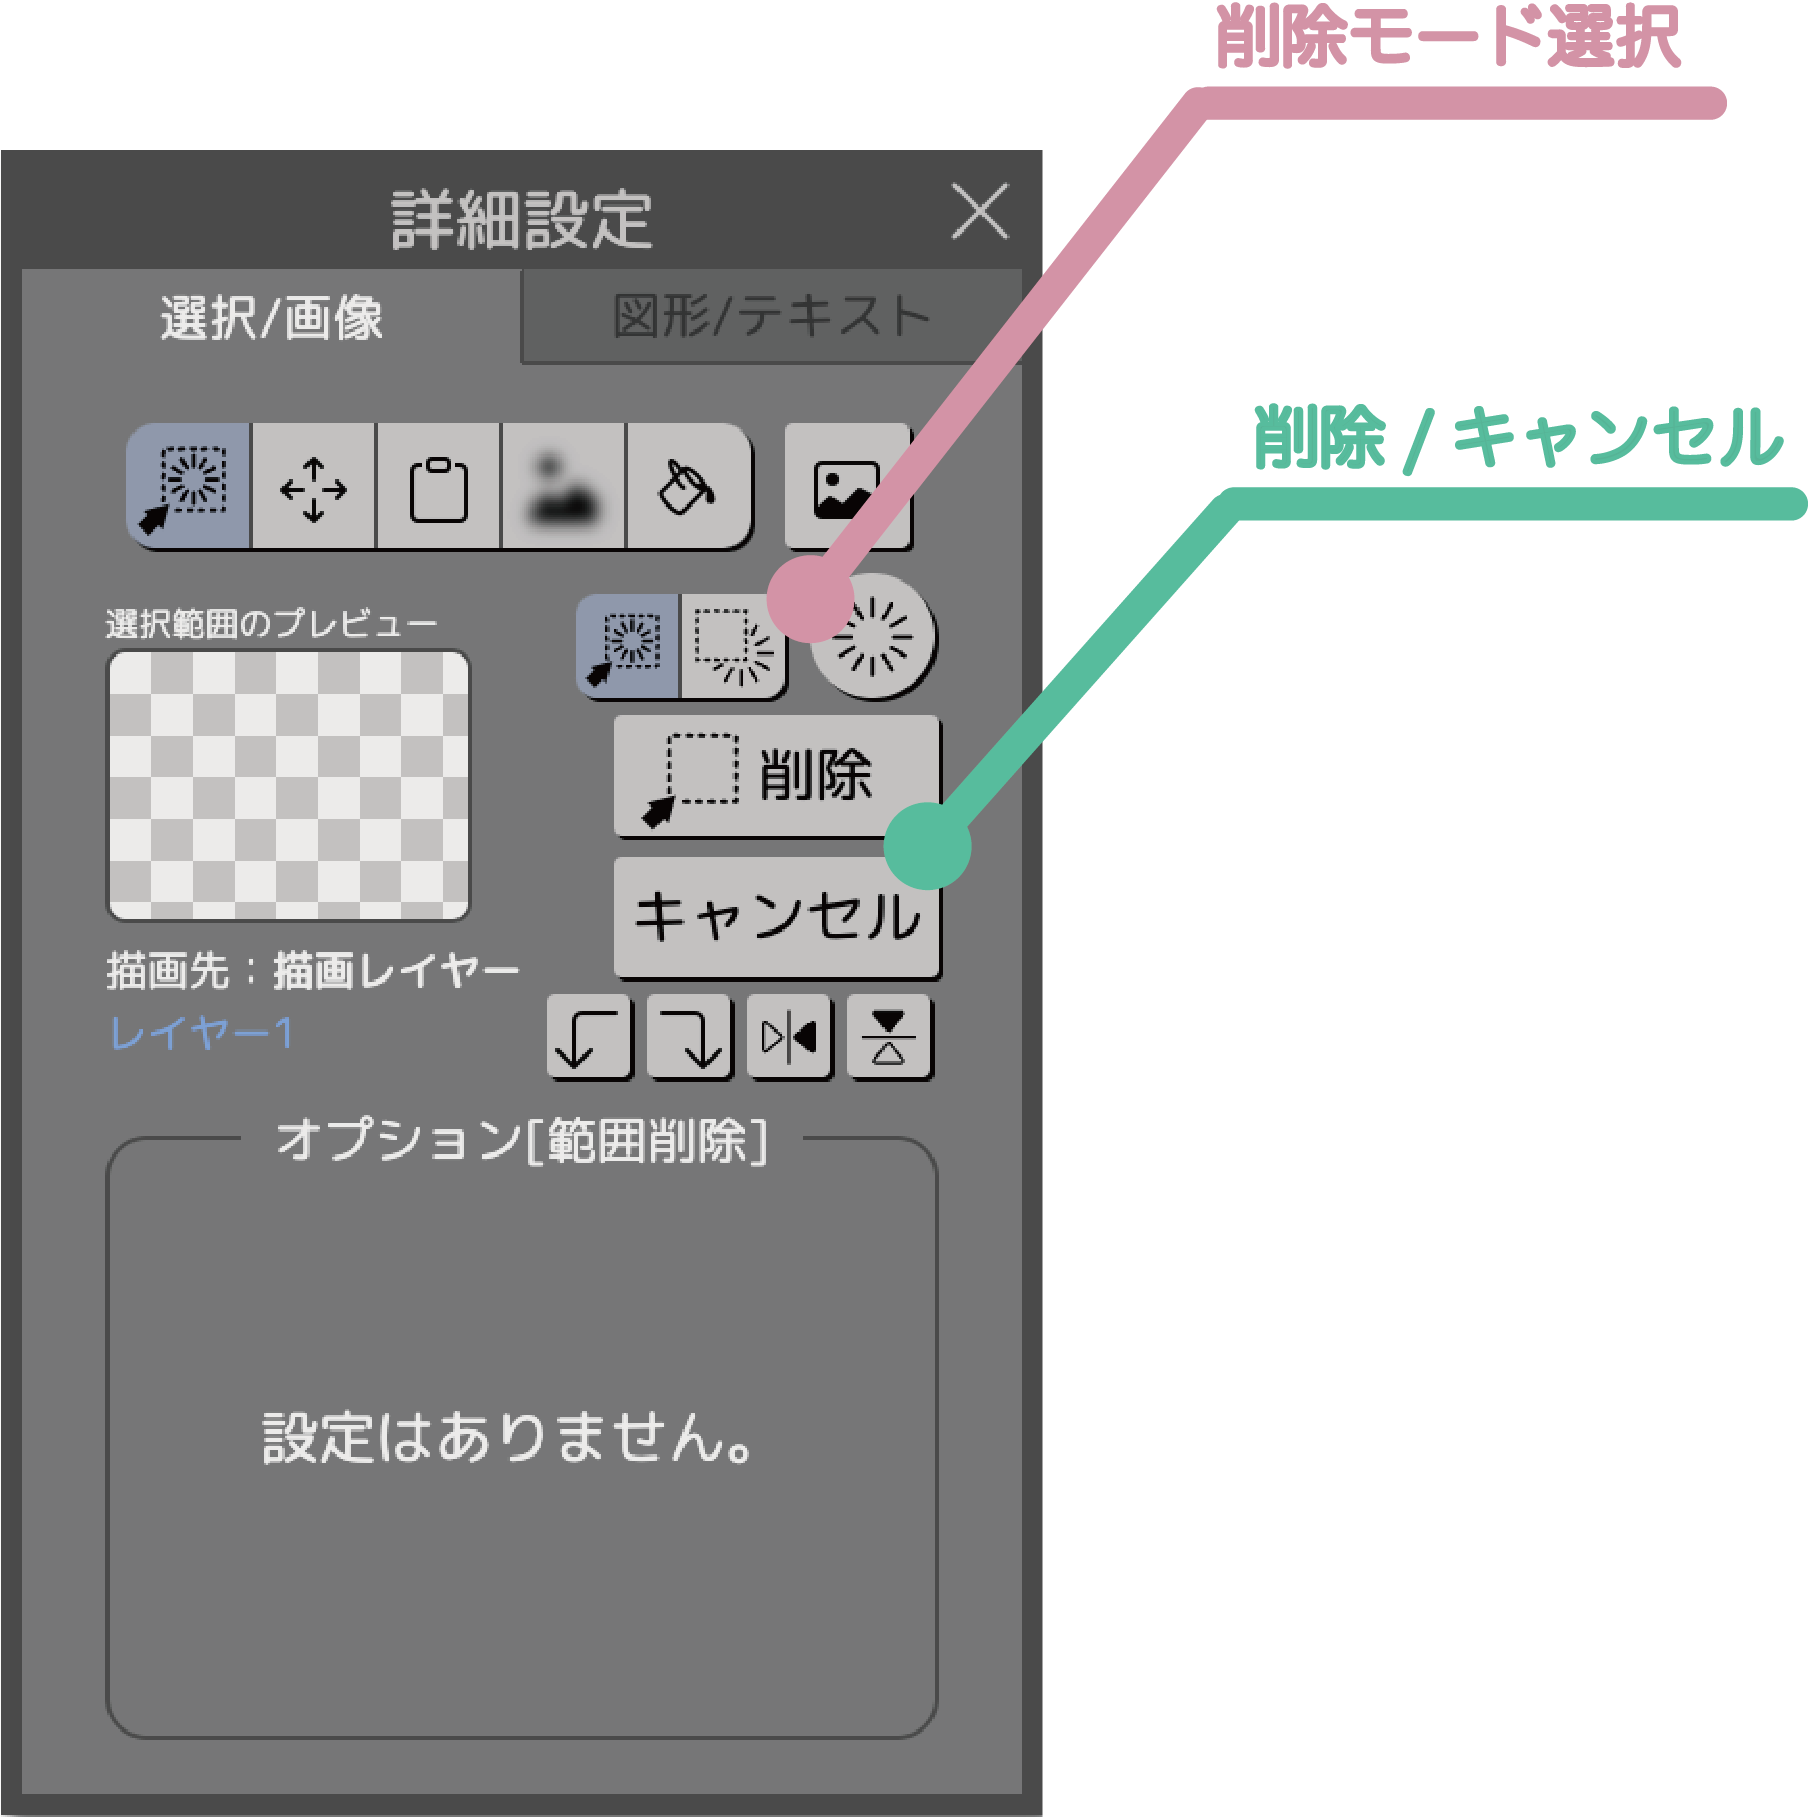 削除モード選択
詳細設定
選択/画像
図形/テキスト
削除 / キャンセル
選択範囲のプレビュー
削除
キャンセル
描画先：描画レイヤー
レイヤー1
オプション[範囲削除]
設定はありません。